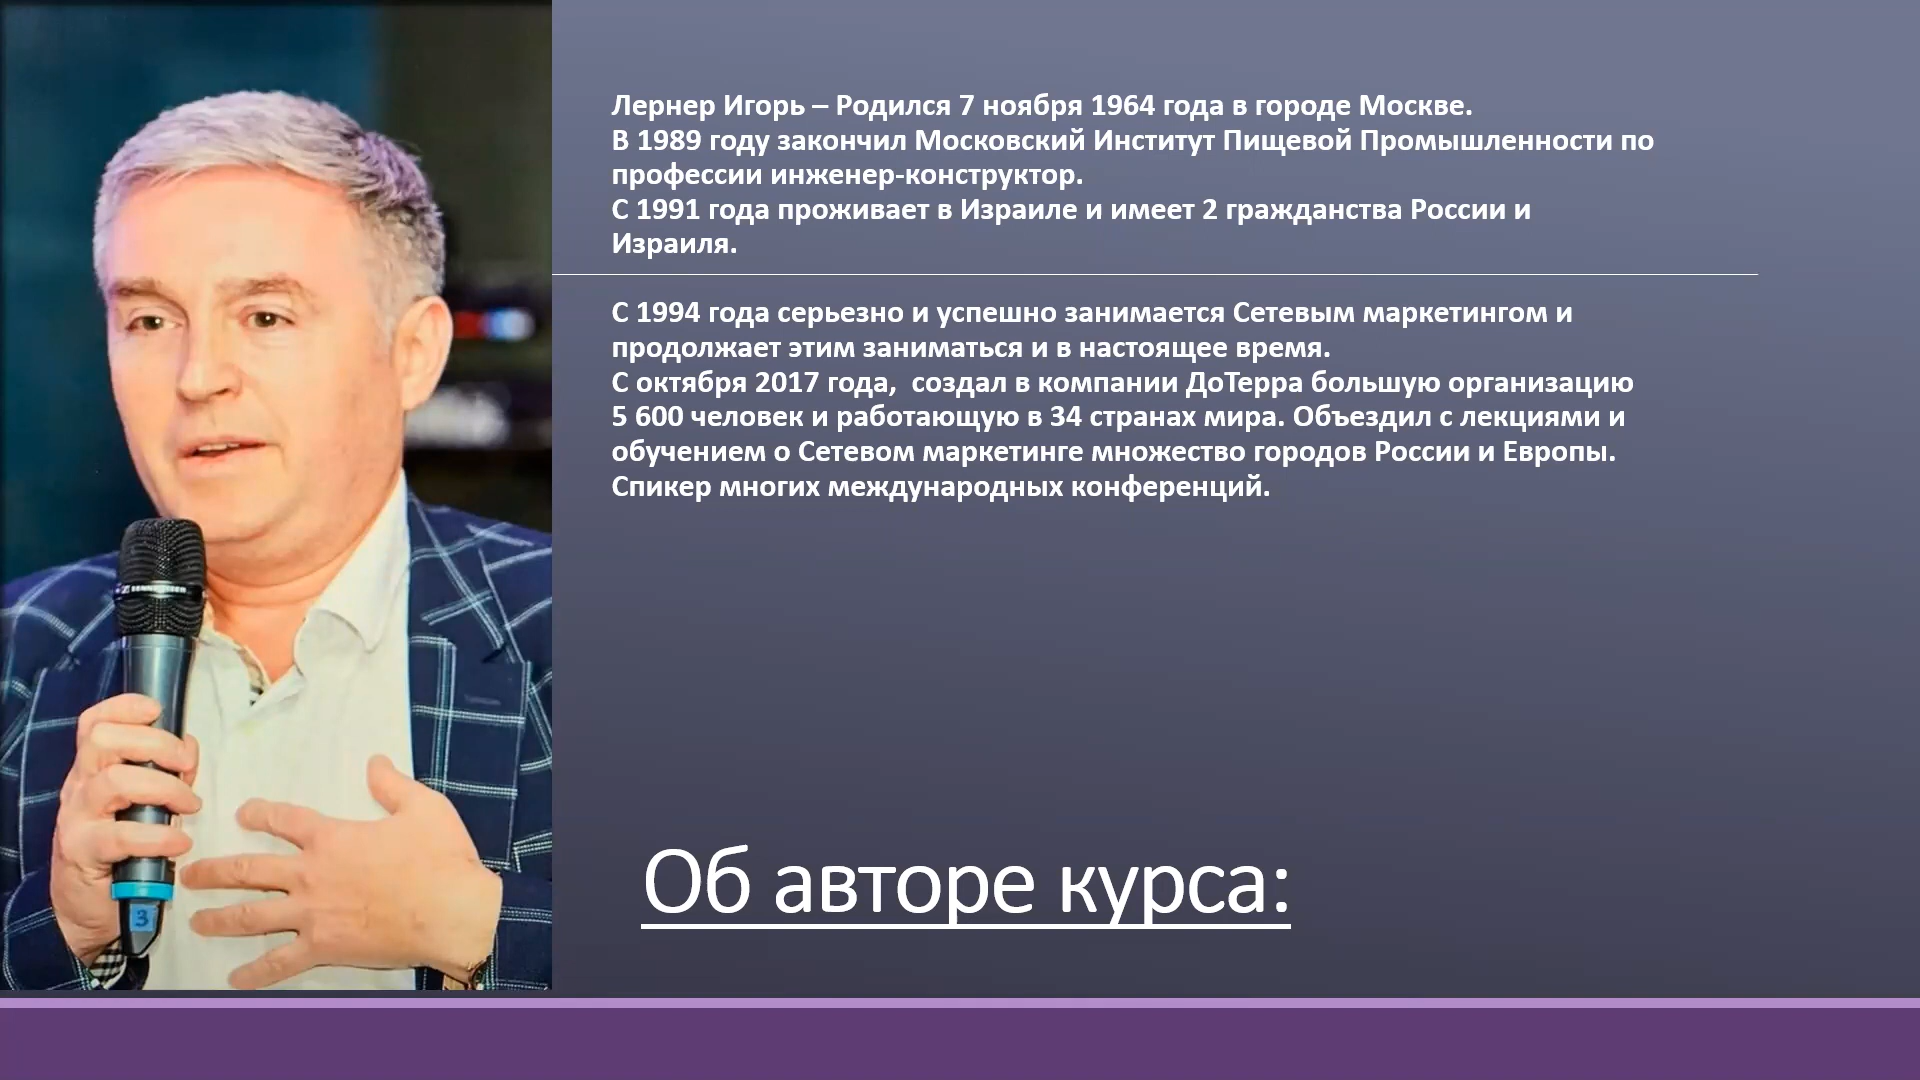 Лернер Игорь – Родился 7 ноября 1964 года в городе Москве.
В 1989 году закончил Московский Институт Пищевой Промышленности по
профессии инженер-конструктор.
С 1991 года проживает в Израиле и имеет 2 гражданства России и
Израиля.
С 1994 года серьезно и успешно занимается Сетевым маркетингом и
продолжает этим заниматься и в настоящее время.
С октября 2017 года,  создал в компании ДоТерра большую организацию
5 600 человек и работающую в 34 странах мира. Объездил с лекциями и
обучением о Сетевом маркетинге множество городов России и Европы.
Спикер многих международных конференций.
SENNHEISER
3
Об авторе курса: